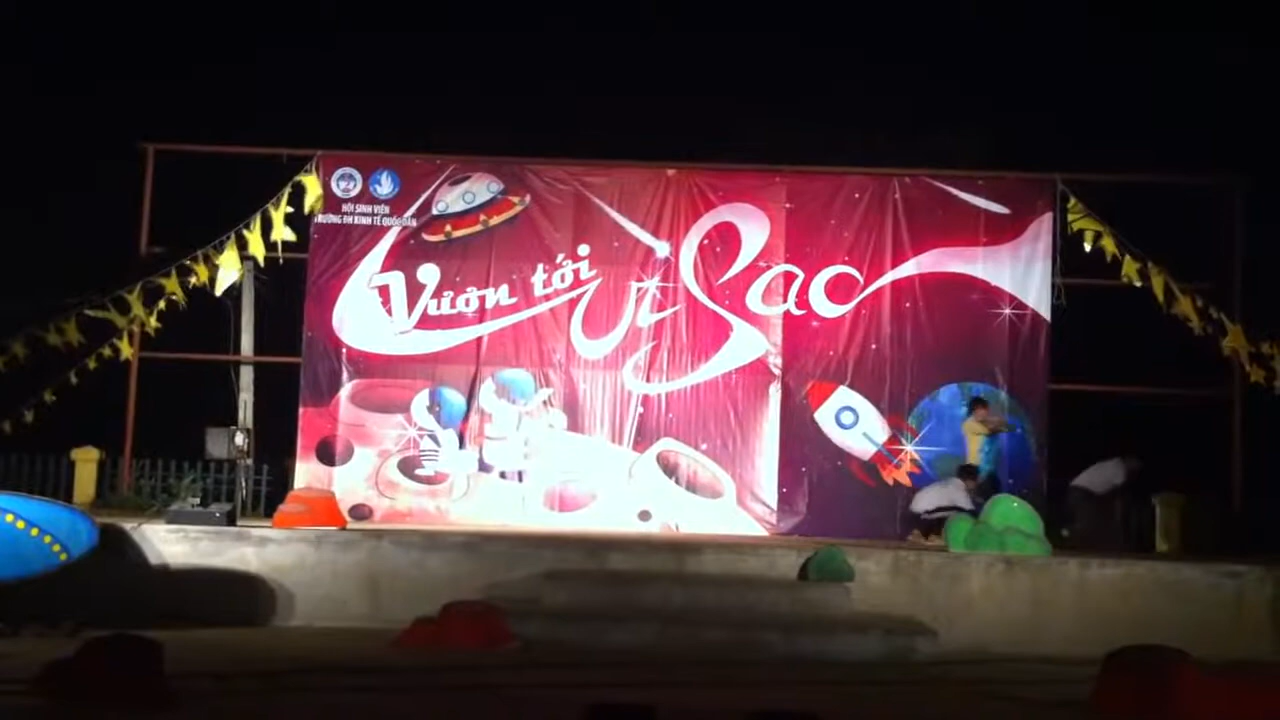 HỘI SINH VIÊN
TRƯỜNG ĐH KINH TẾ QUỐC DÂN
Vươn tới
Vì Sao